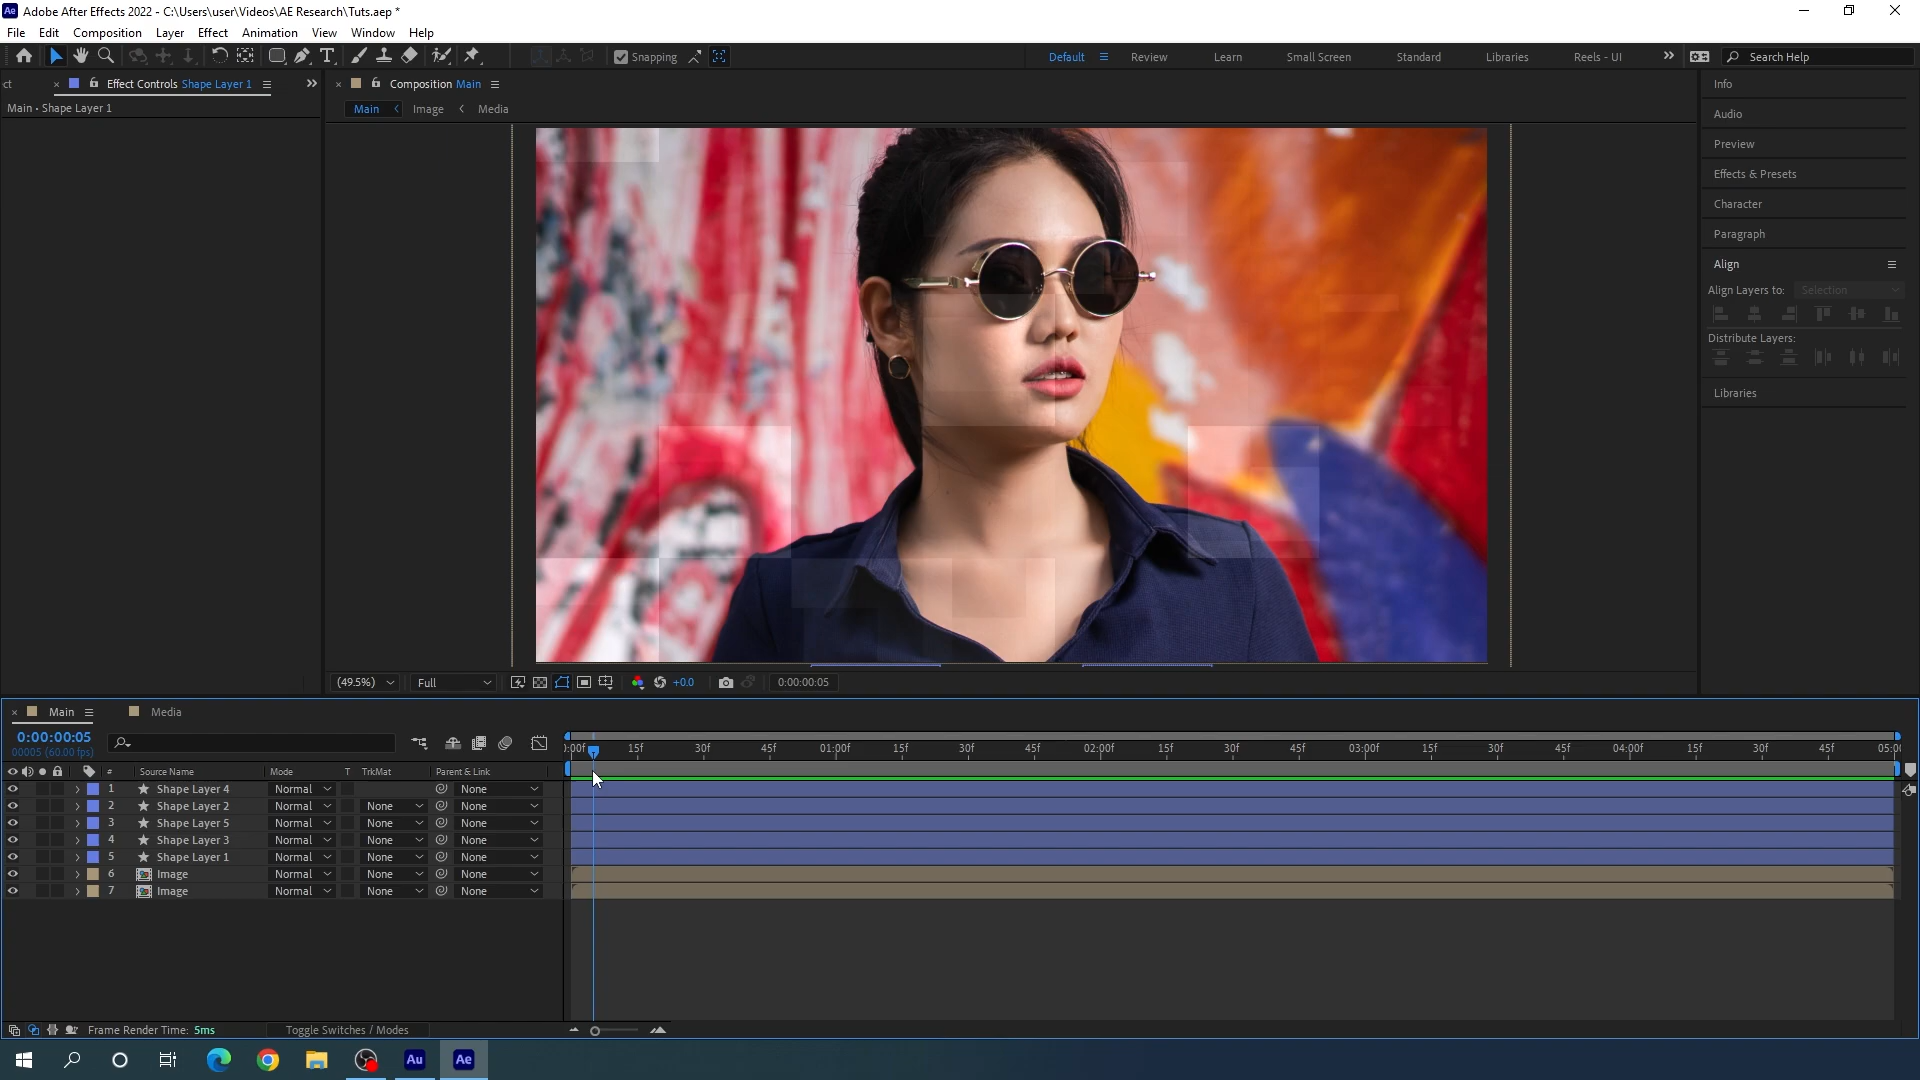 Adobe After Effects 2022 - C:\Users\user\Videos\AE Research\Tuts.aep *
File Edit Composition Layer Effect Animation View Window Help
Snapping
Default Review Learn Small Screen Standard Libraries Reels - UI Search Help
ct Effect Controls Shape Layer 1
Main • Shape Layer 1
Composition Main
Main Image Media
Info
Audio
Preview
Effects & Presets
Character
Paragraph
Align
Align Layers to: Selection
Distribute Layers:
Libraries
(49.5%) Full +0.0 0:00:00:05
Main Media
0:00:00:05
00005 (60.00 fps)
:00f 15f 30f 45f 01:00f 15f 30f 45f 02:00f 15f 30f 45f 03:00f 15f 30f 45f 04:00f 15f 30f 45f 05:00
# Source Name Mode T TrkMat Parent & Link
1 Shape Layer 4 Normal None
2 Shape Layer 2 Normal None None
3 Shape Layer 5 Normal None None
4 Shape Layer 3 Normal None None
5 Shape Layer 1 Normal None None
6 Image Normal None None
7 Image Normal None None
Frame Render Time: 5ms Toggle Switches / Modes
Au Ae